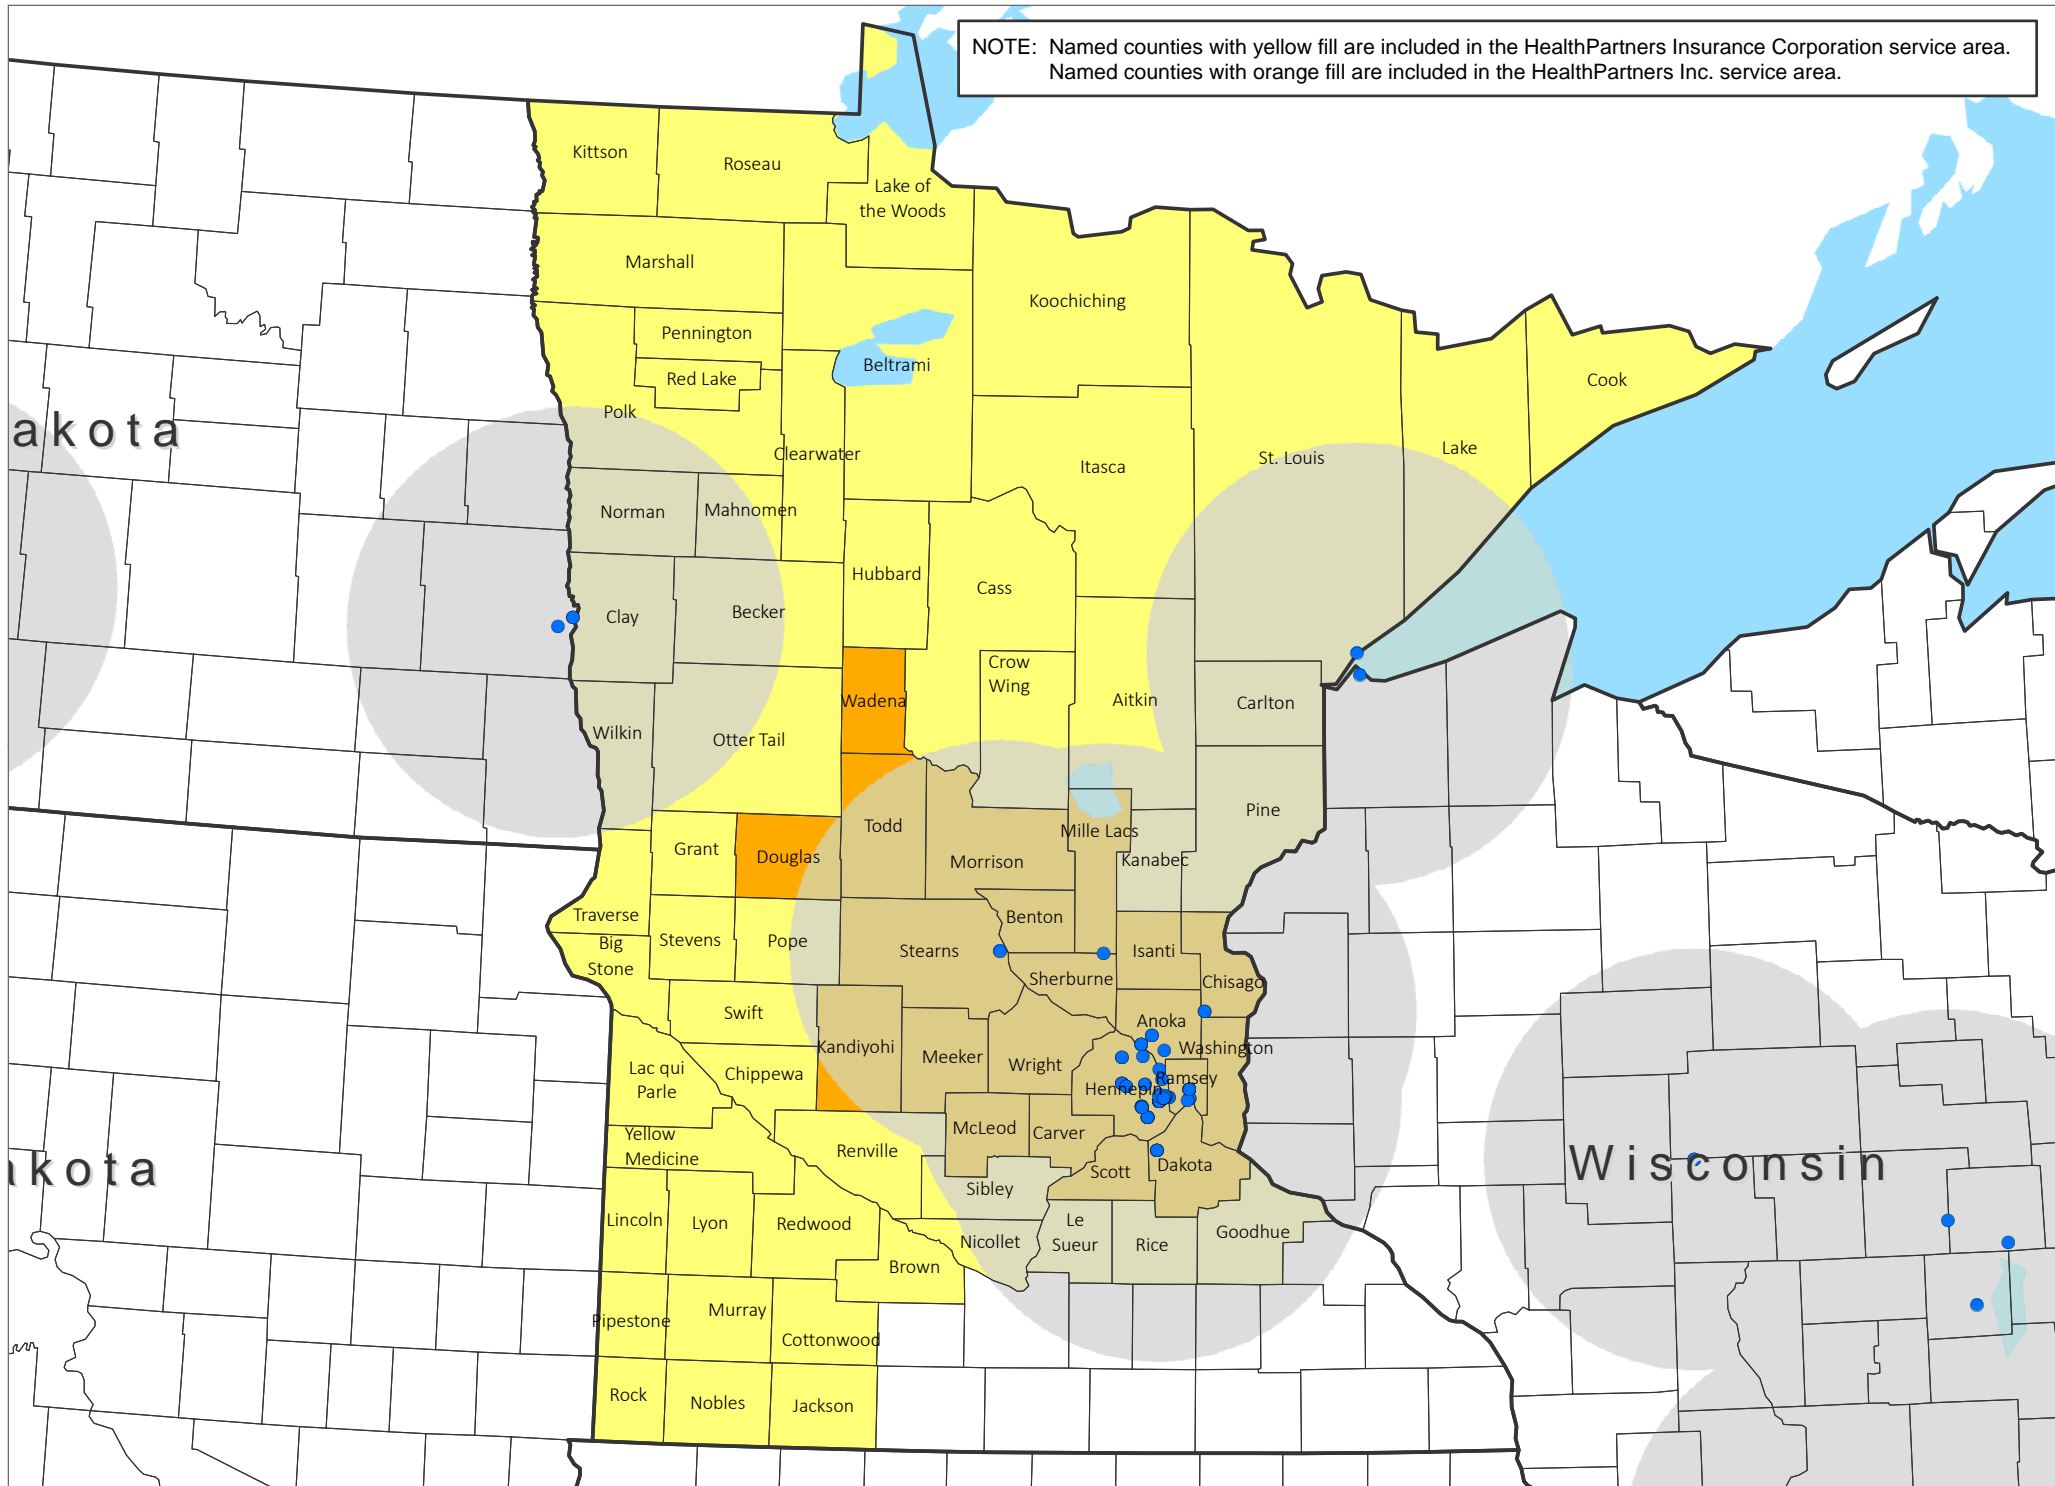 NOTE: Named counties with yellow fill are included in the HealthPartners Insurance Corporation service area.
Named counties with orange fill are included in the HealthPartners Inc. service area.
Kittson
Roseau
Lake of
the Woods
Marshall
Koochiching
Pennington
Beltrami
Red Lake
Cook
Polk
akota
Clearwater
Itasca
St. Louis
Lake
Norman
Mahnomen
Hubbard
Cass
Clay
Becker
Crow
Wing
Wadena
Aitkin
Carlton
Wilkin
Otter Tail
Pine
Todd
Mille Lacs
Grant
Douglas
Morrison
Kanabec
Traverse
Benton
Big
Stone
Stevens
Pope
Stearns
Isanti
Sherburne
Chisago
Swift
Anoka
Kandiyohi
Meeker
Wright
Washington
Lac qui
Parle
Chippewa
Ramsey
Hennepin
McLeod
Carver
Yellow
Medicine
Renville
Scott
Dakota
akota
Wisconsin
Sibley
Lincoln
Lyon
Redwood
Le
Sueur
Rice
Goodhue
Nicollet
Brown
Pipestone
Murray
Cottonwood
Rock
Nobles
Jackson